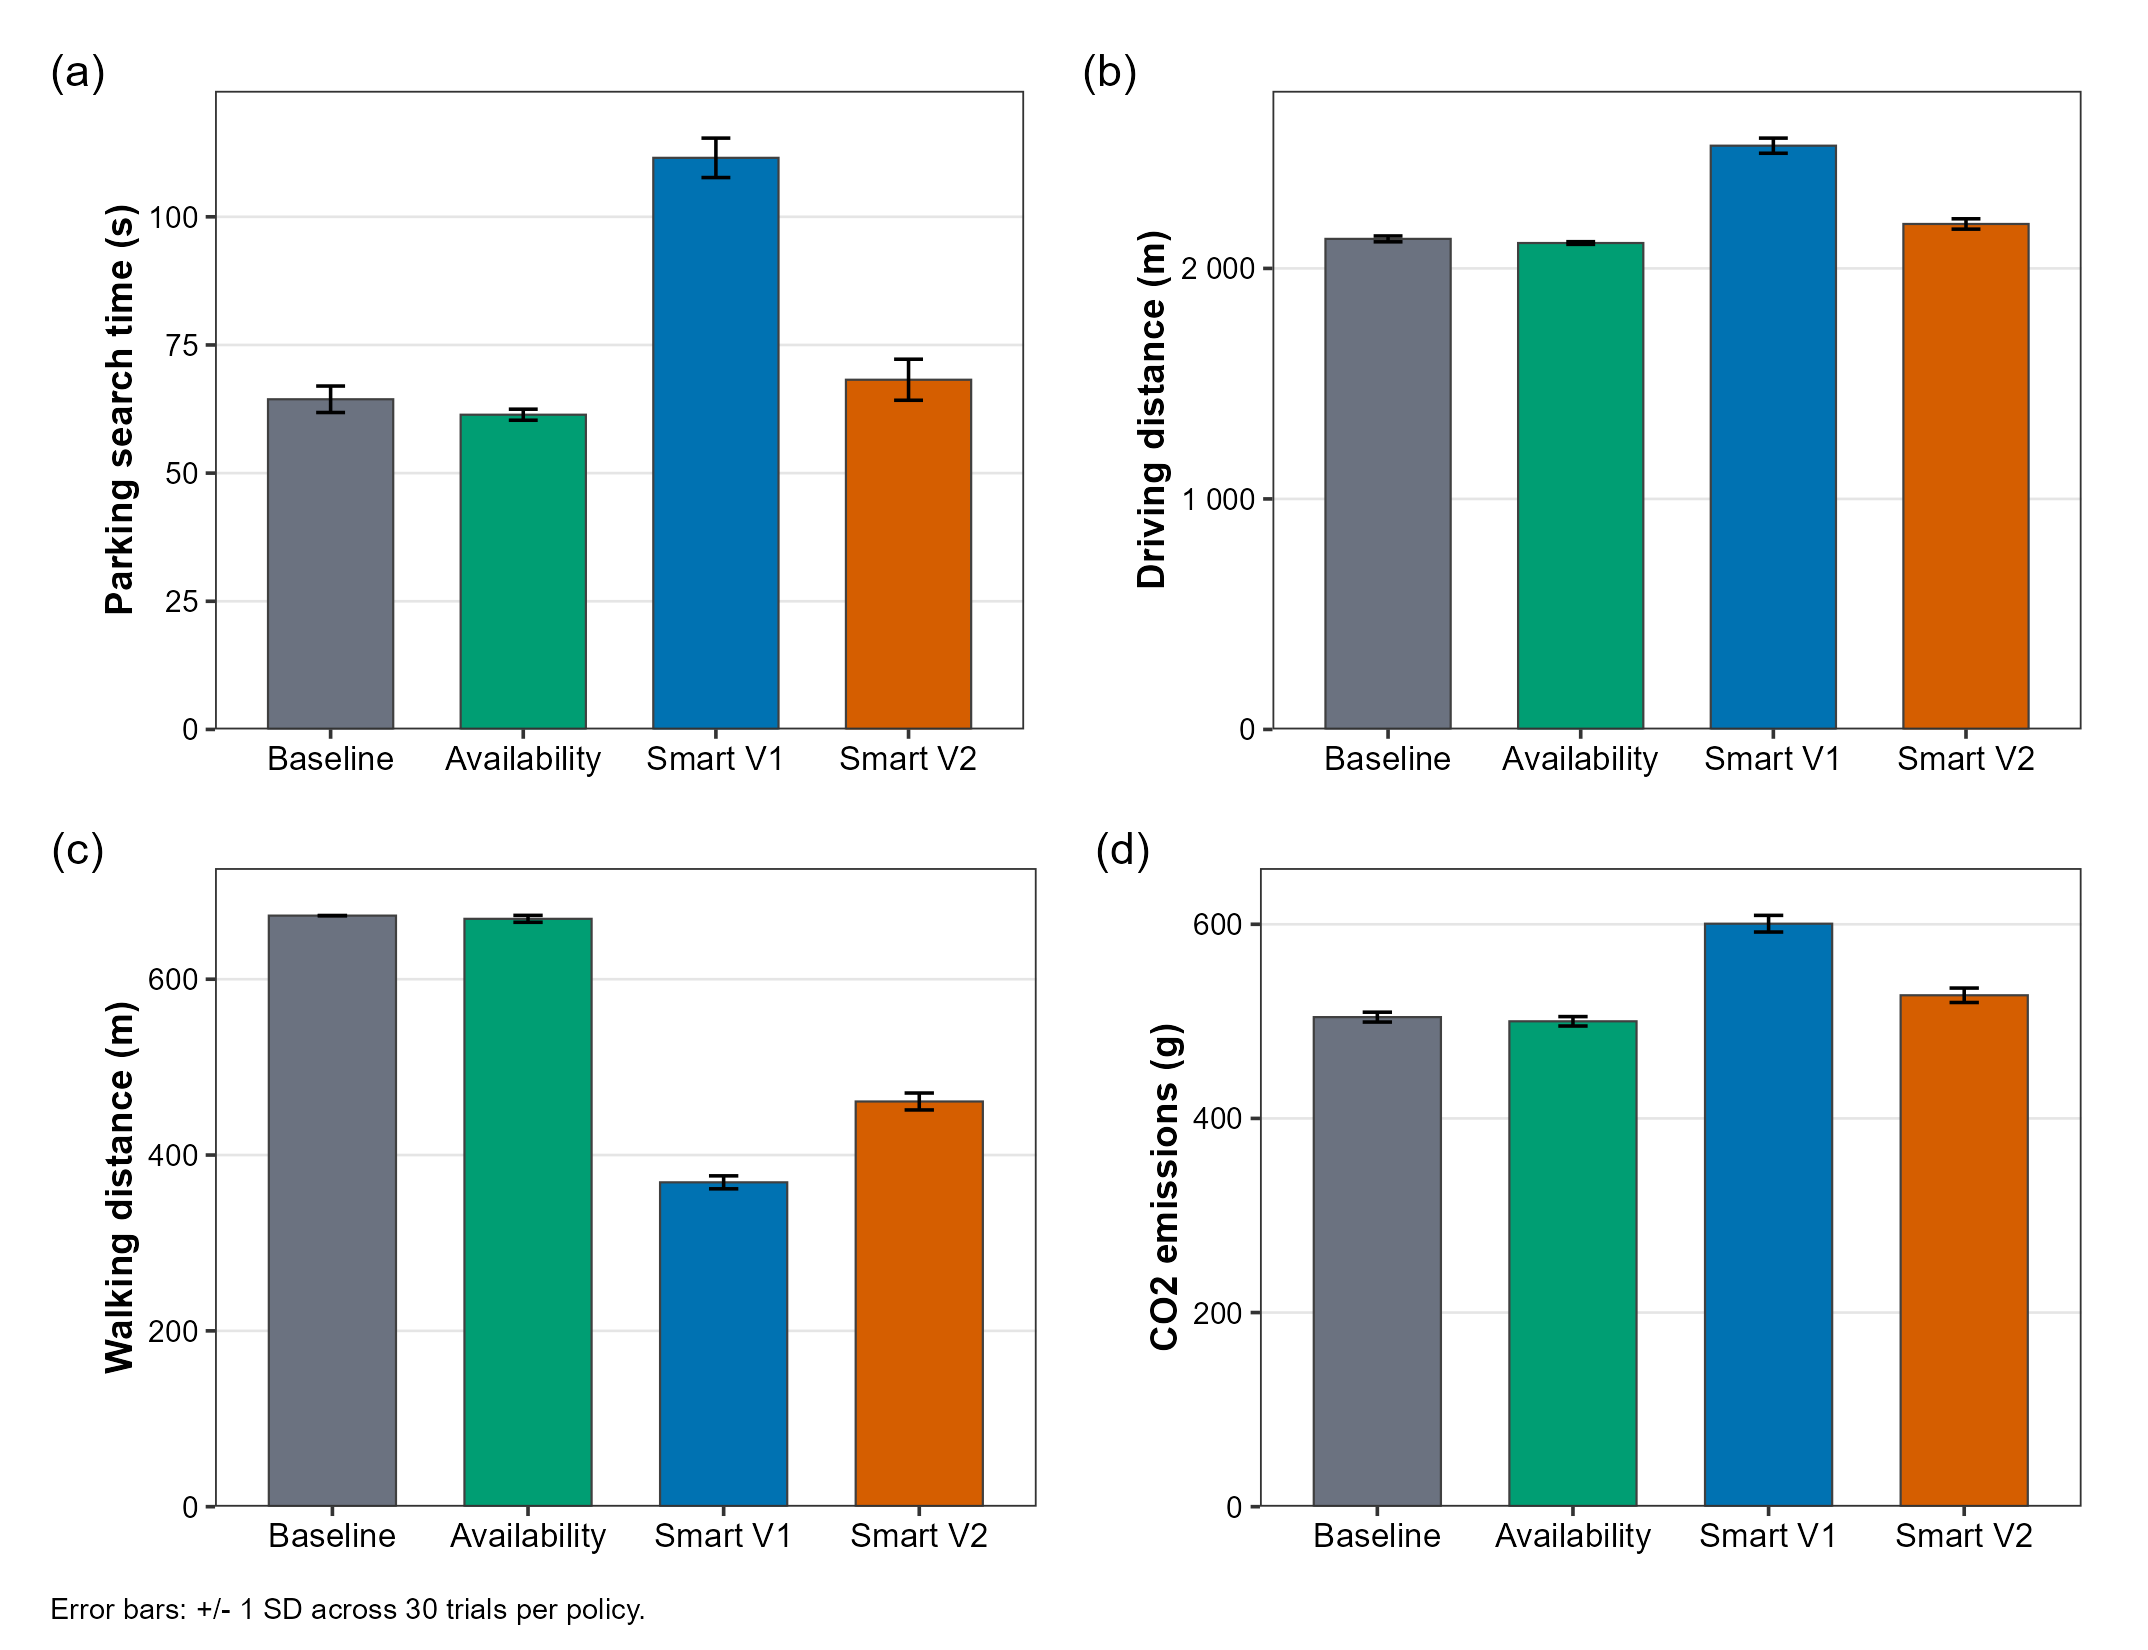 (a)
Parking search time (s)
100
75
50
25
0
Baseline Availability Smart V1 Smart V2
(b)
Driving distance (m)
2 000
1 000
0
Baseline Availability Smart V1 Smart V2
(c)
Walking distance (m)
600
400
200
0
Baseline Availability Smart V1 Smart V2
(d)
CO2 emissions (g)
600
400
200
0
Baseline Availability Smart V1 Smart V2
Error bars: +/- 1 SD across 30 trials per policy.